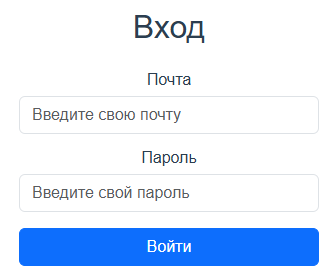 Вход
Почта
Введите свою почту
Пароль
Введите свой пароль
Войти